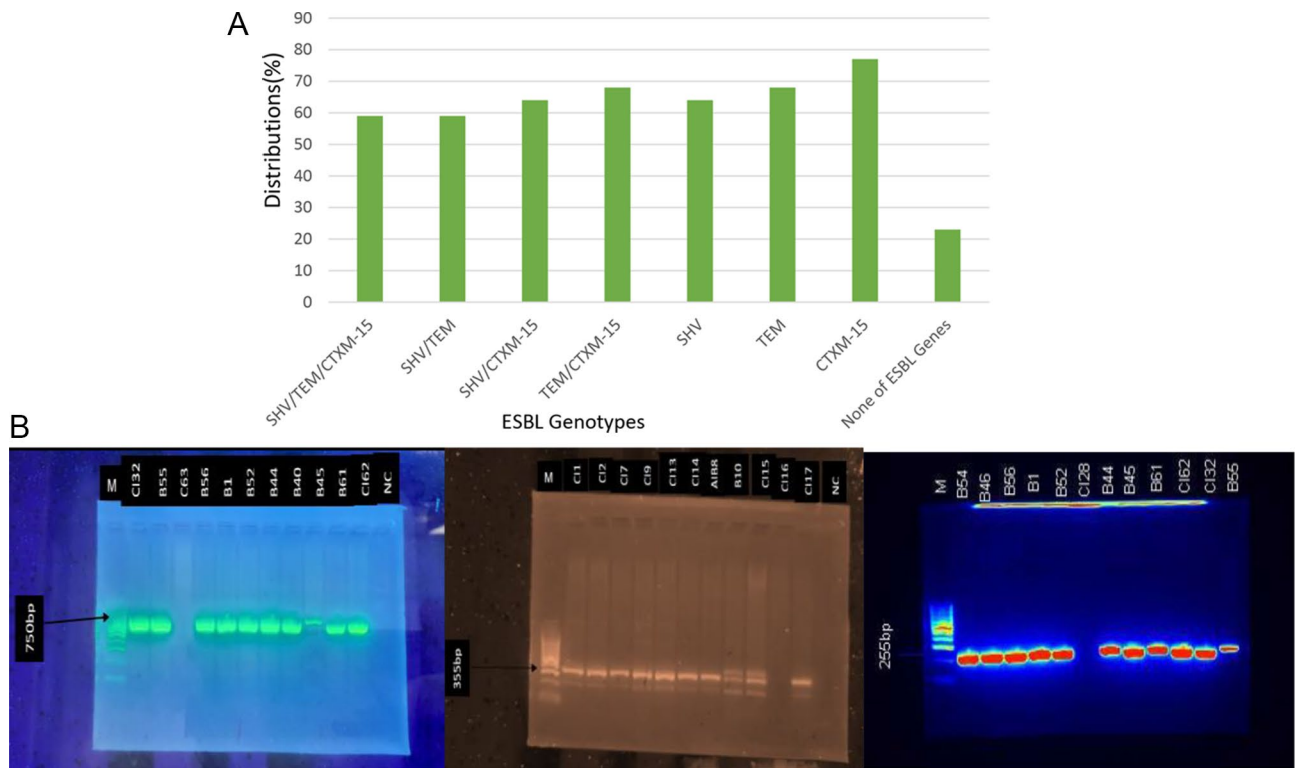 A
Distributions(%)
90
80
70
60
50
40
30
20
10
0
SHV/TEM/CTXM-15
SHV/TEM
SHV/CTXM-15
TEM/CTXM-15
SHV
TEM
CTXM-15
None of ESBL Genes
ESBL Genotypes
B
M CI32 B55 C63 B56 B1 B52 B44 B40 B45 B61 CI62 NC
750bp
M CI1 CI2 CI7 CI9 CI13 CI14 AIB8 B10 CI15 CI16 CI17 NC
355bp
M B54 B46 B56 B1 B52 CI28 B44 B45 B61 CI62 CI32 B55
255bp